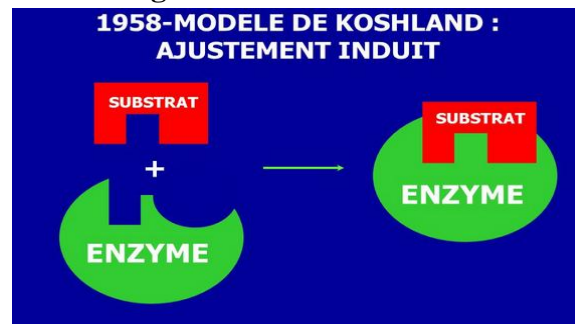 1958-MODELE DE KOSHLAND :
AJUSTEMENT INDUIT
SUBSTRAT
+
ENZYME
SUBSTRAT
ENZYME